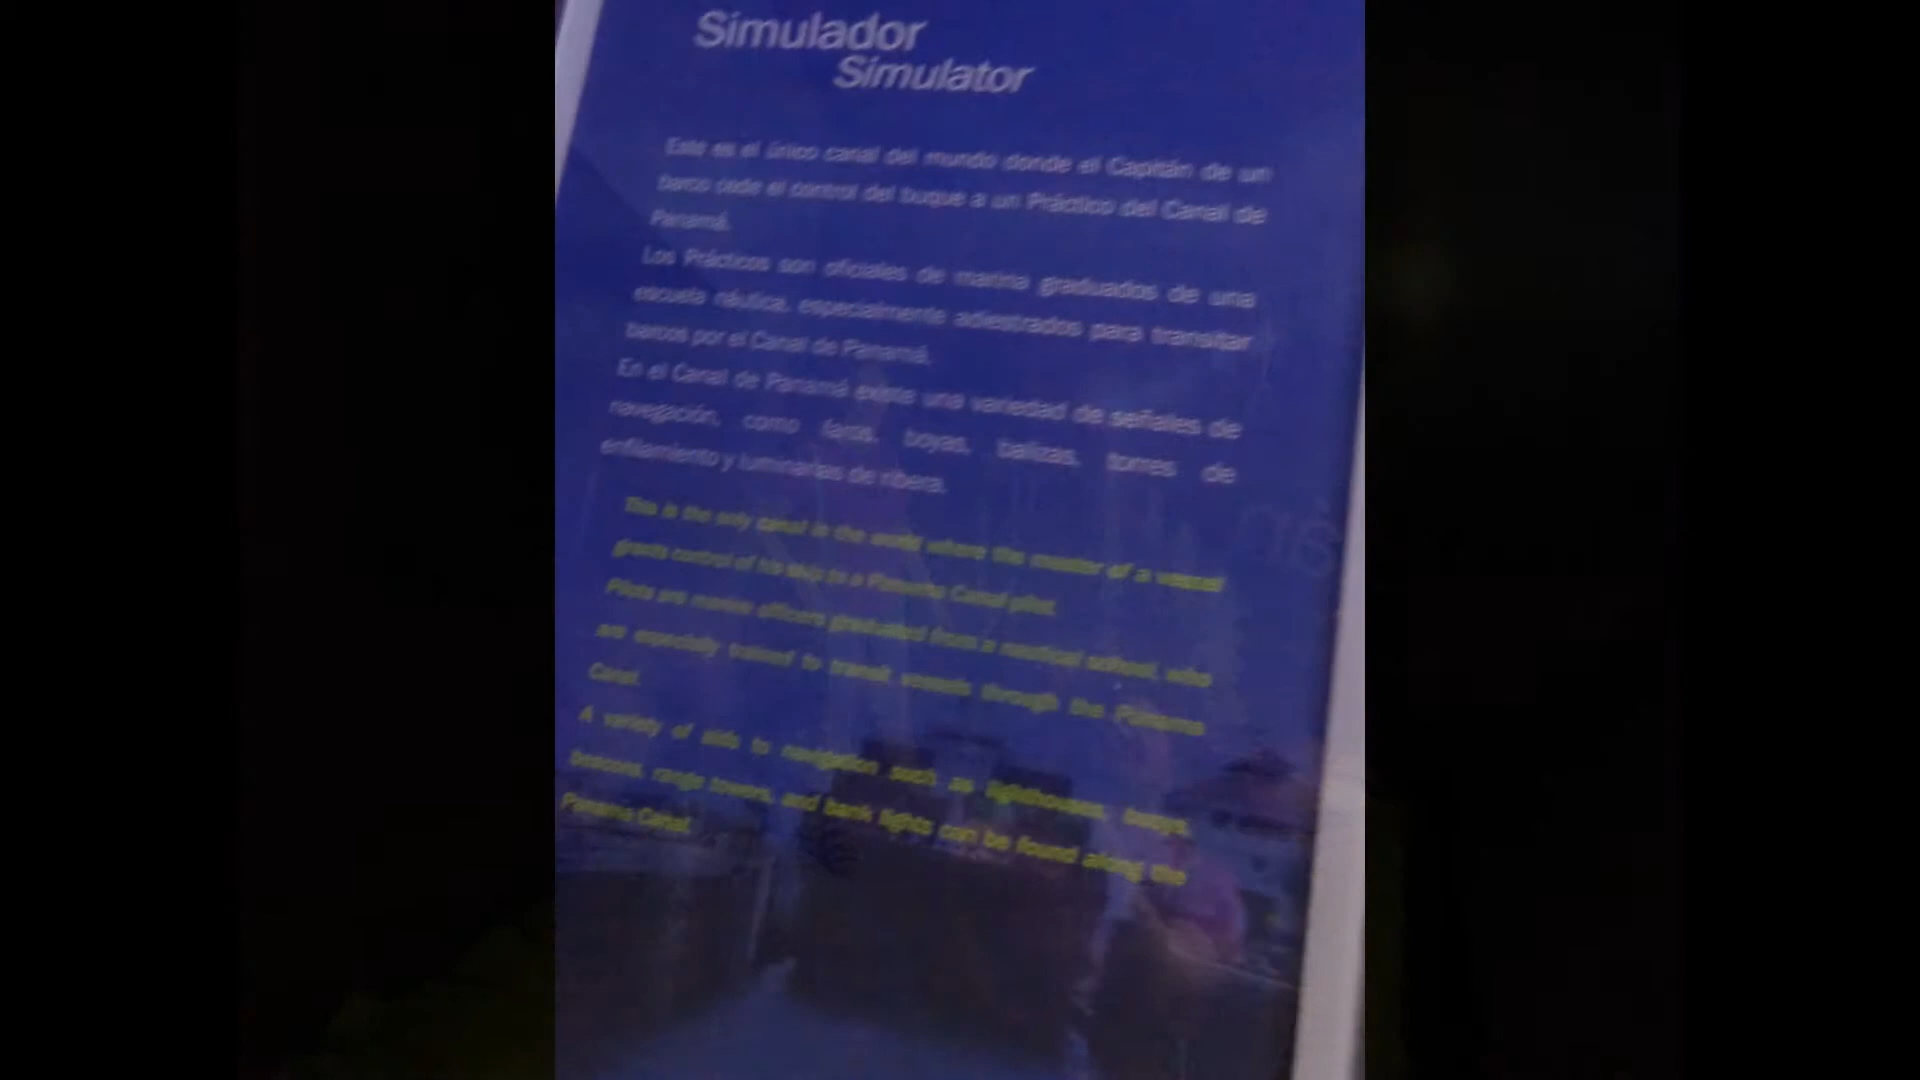 Simulador
Simulator
Este es el único canal del mundo donde el Capitán de un
barco cede el control del buque a un Práctico del Canal de
Panamá.
Los Prácticos son oficiales de marina graduados de una
escuela náutica, especialmente adiestrados para transitar
barcos por el Canal de Panamá.
En el Canal de Panamá existe una variedad de señales de
navegación, como faros, boyas, balizas, torres de
enfilamiento y luminarias de ribera.
This is the only canal in the world where the master of a vessel
grants control of his ship to a Panama Canal pilot.
Pilots are marine officers graduated from a nautical school, who
are especially trained to transit vessels through the Panama
Canal.
A variety of aids to navigation such as lighthouses, buoys,
beacons, range towers, and bank lights can be found along the
Panama Canal.